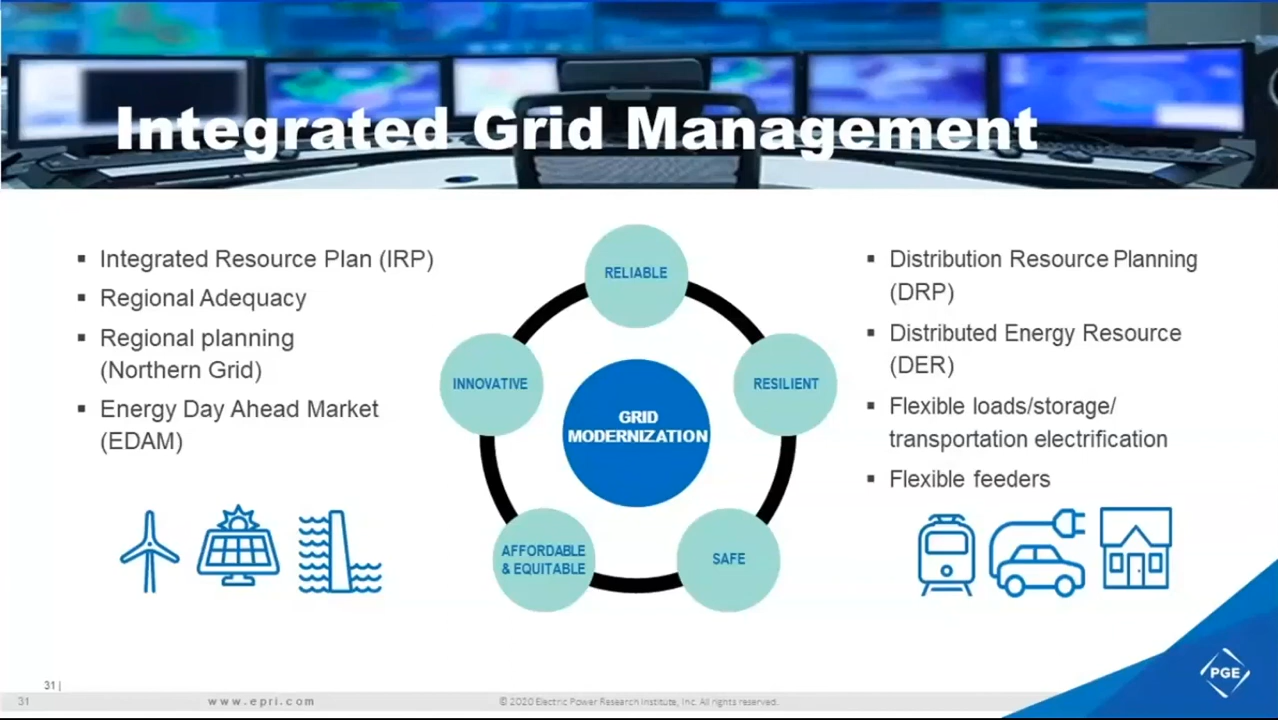 Integrated Grid Management
▪ Integrated Resource Plan (IRP)
▪ Regional Adequacy
▪ Regional planning
(Northern Grid)
▪ Energy Day Ahead Market
(EDAM)
RELIABLE
INNOVATIVE
RESILIENT
GRID
MODERNIZATION
AFFORDABLE
& EQUITABLE
SAFE
▪ Distribution Resource Planning
(DRP)
▪ Distributed Energy Resource
(DER)
▪ Flexible loads/storage/
transportation electrification
▪ Flexible feeders
PGE
31 |
31
www.epri.com
© 2020 Electric Power Research Institute, Inc. All rights reserved.